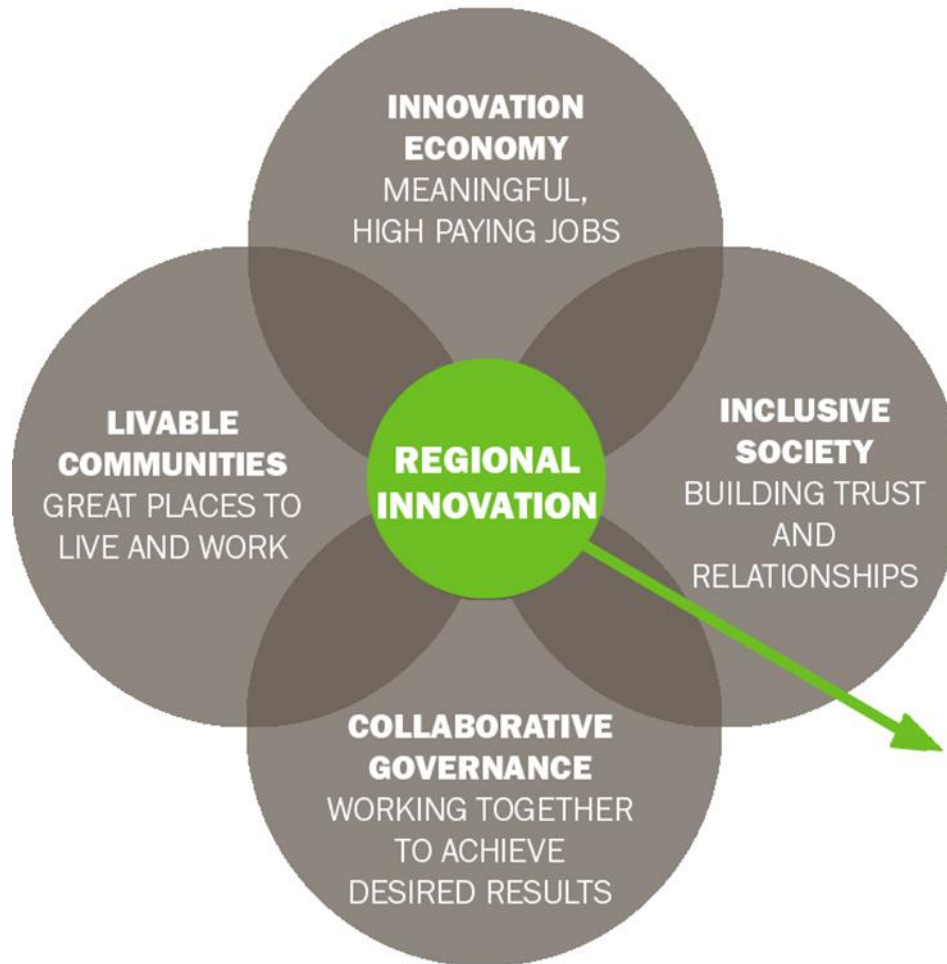 INNOVATION
ECONOMY
MEANINGFUL,
HIGH PAYING JOBS
LIVABLE
COMMUNITIES
GREAT PLACES TO
LIVE AND WORK
REGIONAL
INNOVATION
INCLUSIVE
SOCIETY
BUILDING TRUST
AND
RELATIONSHIPS
COLLABORATIVE
GOVERNANCE
WORKING TOGETHER
TO ACHIEVE
DESIRED RESULTS